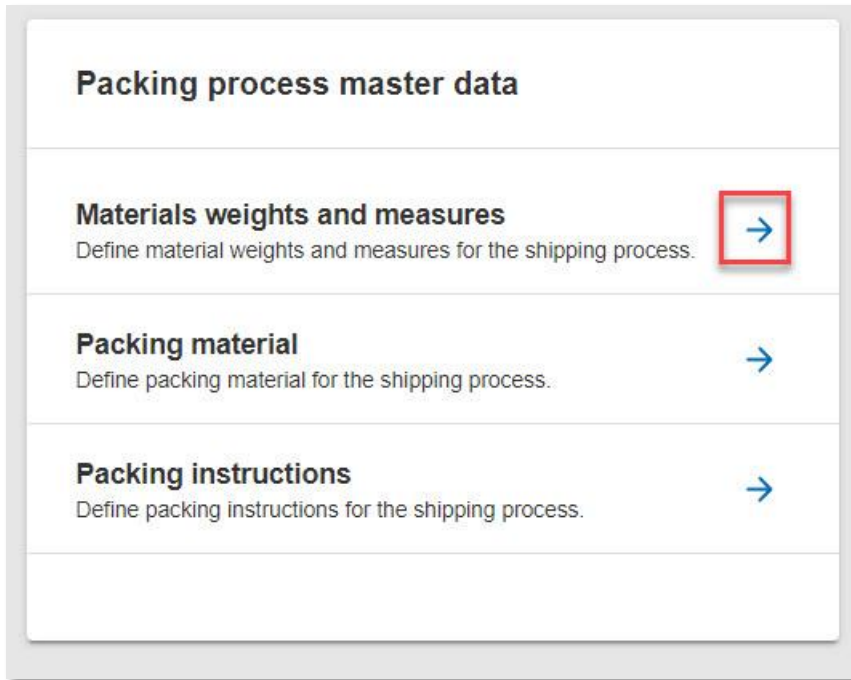 Packing process master data
Materials weights and measures
Define material weights and measures for the shipping process.
Packing material
Define packing material for the shipping process.
Packing instructions
Define packing instructions for the shipping process.